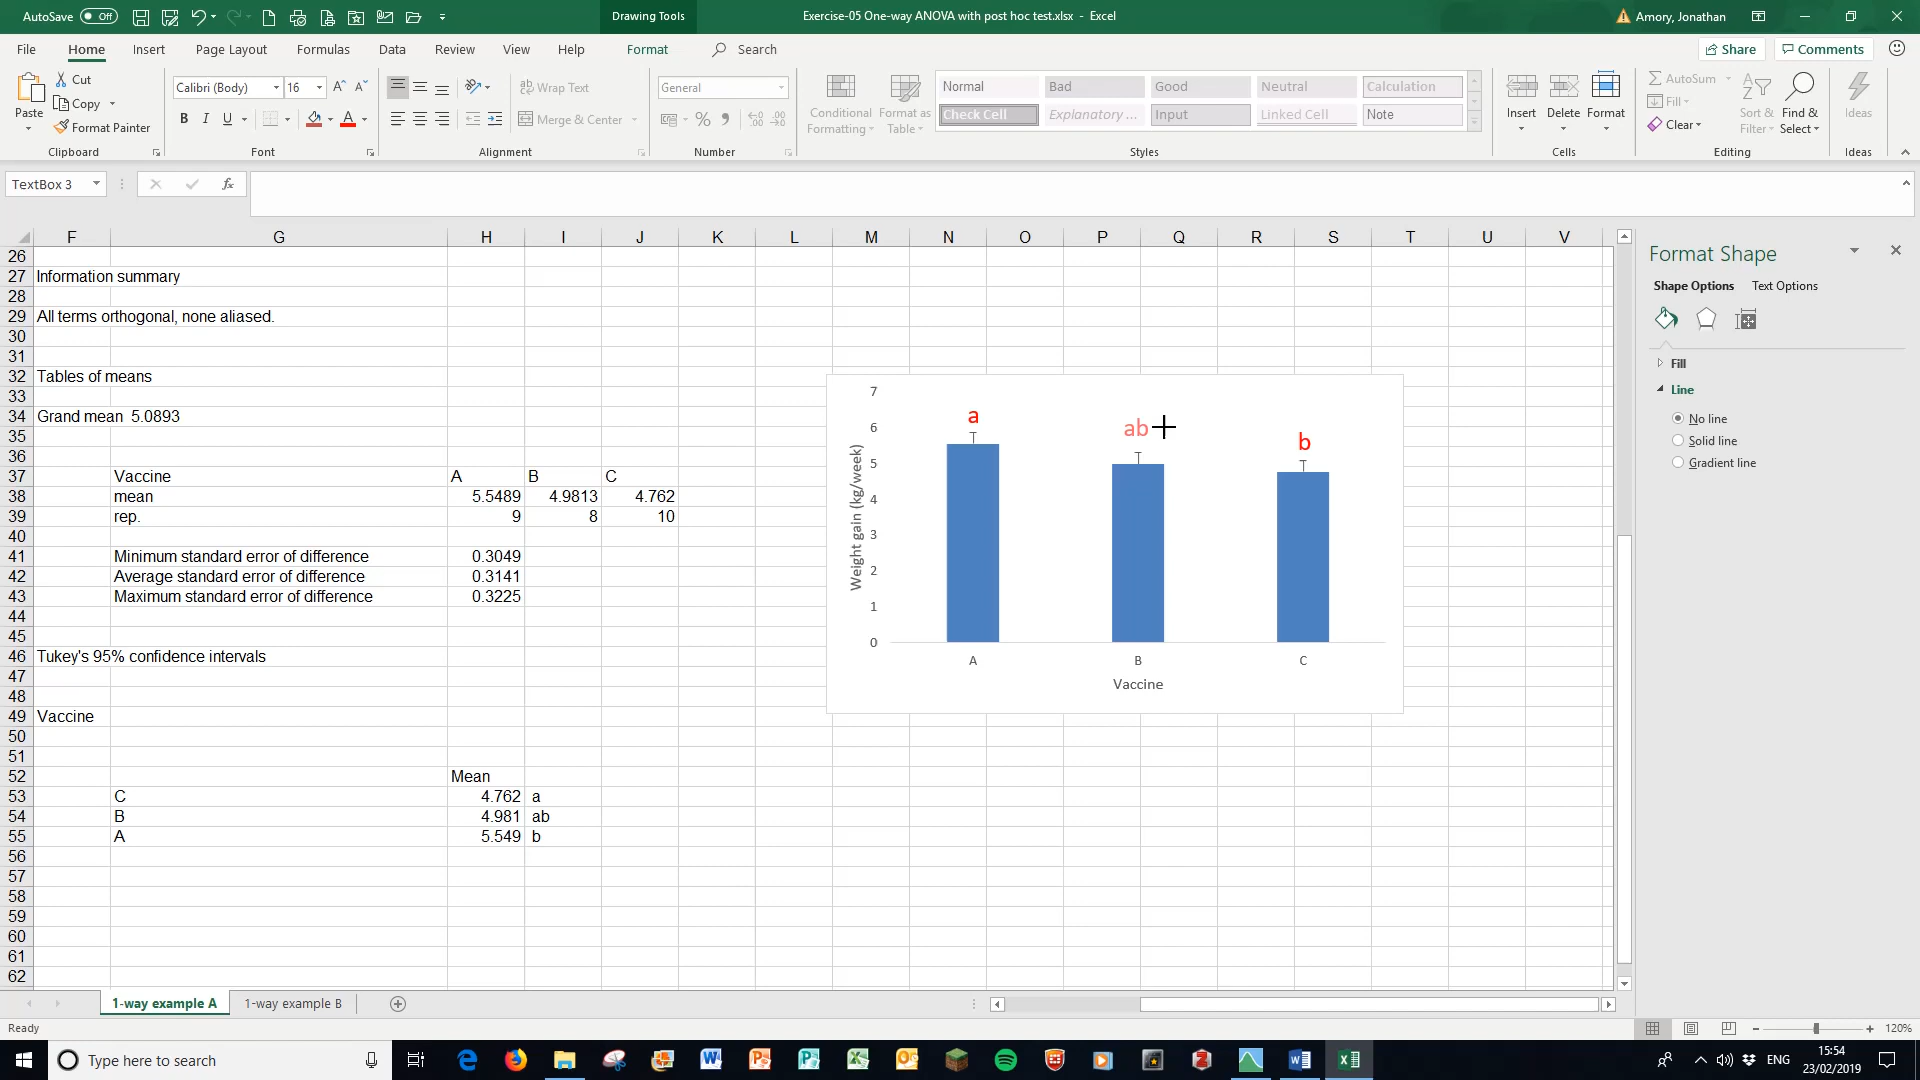 AutoSave Off
Drawing Tools
Exercise-05 One-way ANOVA with post hoc test.xlsx - Excel
Amory, Jonathan
File Home Insert Page Layout Formulas Data Review View Help Format Search
Share Comments
Paste
Cut
Copy
Format Painter
Clipboard
Calibri (Body) 16
B I U
Font
Wrap Text
Merge & Center
Alignment
General
Number
Conditional Formatting
Format as Table
Normal Bad Good Neutral Calculation
Check Cell Explanatory ... Input Linked Cell Note
Styles
Insert Delete Format
Cells
AutoSum
Fill
Clear
Sort & Filter
Find & Select
Editing
Ideas
Ideas
TextBox 3
fx
F G H I J K L M N O P Q R S T U V
26
27 Information summary
28
29 All terms orthogonal, none aliased.
30
31
32 Tables of means
33
34 Grand mean 5.0893
35
36
37 Vaccine A B C
38 mean 5.5489 4.9813 4.762
39 rep. 9 8 10
40
41 Minimum standard error of difference 0.3049
42 Average standard error of difference 0.3141
43 Maximum standard error of difference 0.3225
44
45
46 Tukey's 95% confidence intervals
47
48
49 Vaccine
50
51
52 Mean
53 C 4.762 a
54 B 4.981 ab
55 A 5.549 b
56
57
58
59
60
61
62
Weight gain (kg/week)
7
6
5
4
3
2
1
0
a
ab
b
A B C
Vaccine
Format Shape
Shape Options Text Options
Fill
Line
No line
Solid line
Gradient line
1-way example A 1-way example B
Ready
120%
Type here to search
ENG
15:54
23/02/2019